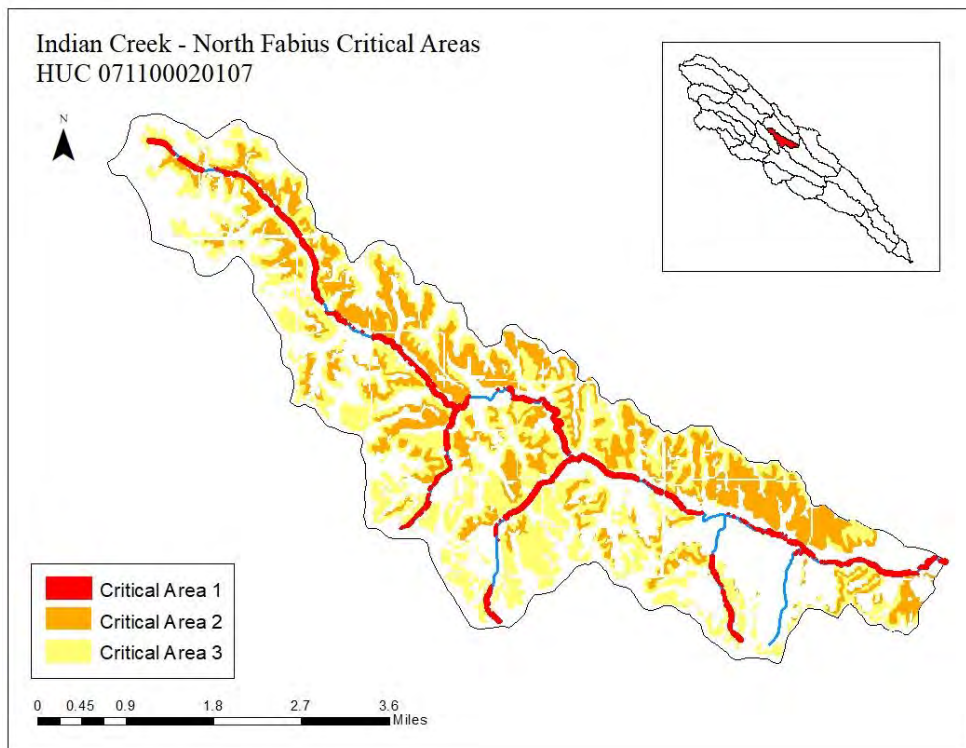 Indian Creek - North Fabius Critical Areas
HUC 071100020107
N
Critical Area 1
Critical Area 2
Critical Area 3
0 0.45 0.9 1.8 2.7 3.6
Miles